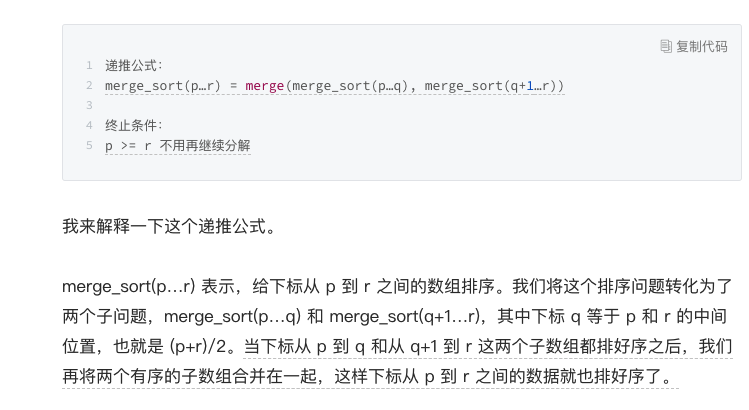 复制代码
1 递推公式：
2 merge_sort(p…r) = merge(merge_sort(p…q), merge_sort(q+1…r))
3
4 终止条件：
5 p >= r 不用再继续分解
我来解释一下这个递推公式。
merge_sort(p…r) 表示，给下标从 p 到 r 之间的数组排序。我们将这个排序问题转化为了
两个子问题，merge_sort(p…q) 和 merge_sort(q+1…r)，其中下标 q 等于 p 和 r 的中间
位置，也就是 (p+r)/2。当下标从 p 到 q 和从 q+1 到 r 这两个子数组都排好序之后，我们
再将两个有序的子数组合并在一起，这样下标从 p 到 r 之间的数据就也排好序了。